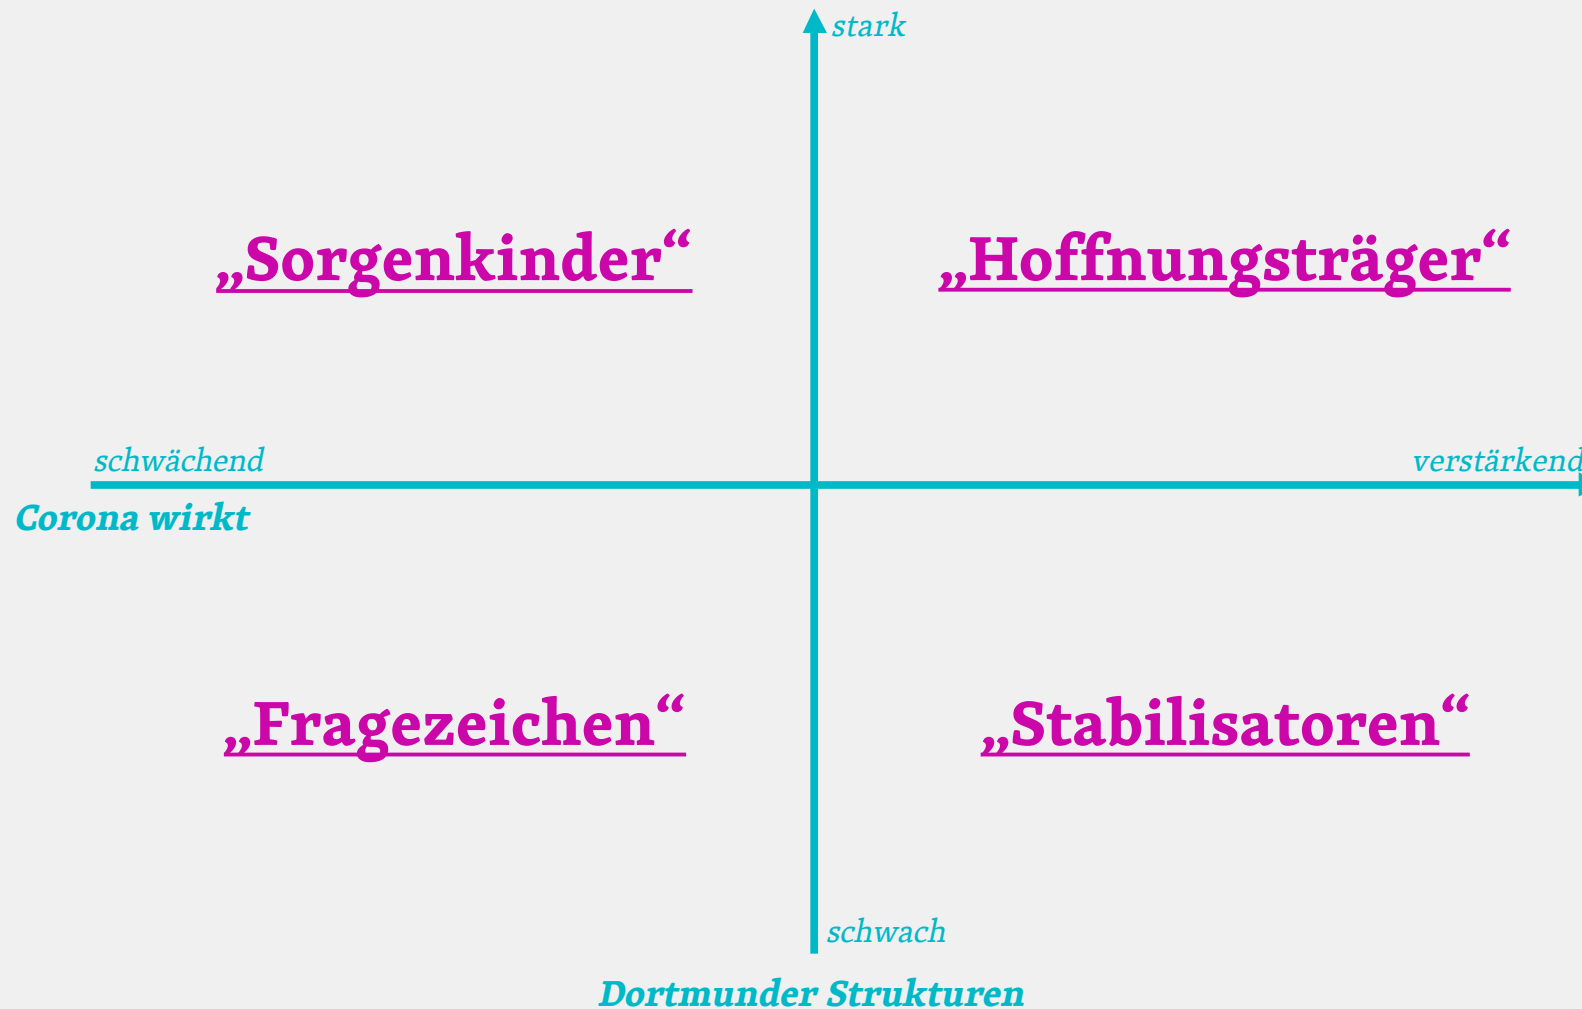 stark
„Sorgenkinder“
„Hoffnungsträger“
schwächend
verstärkend
Corona wirkt
„Fragezeichen“
„Stabilisatoren“
schwach
Dortmunder Strukturen